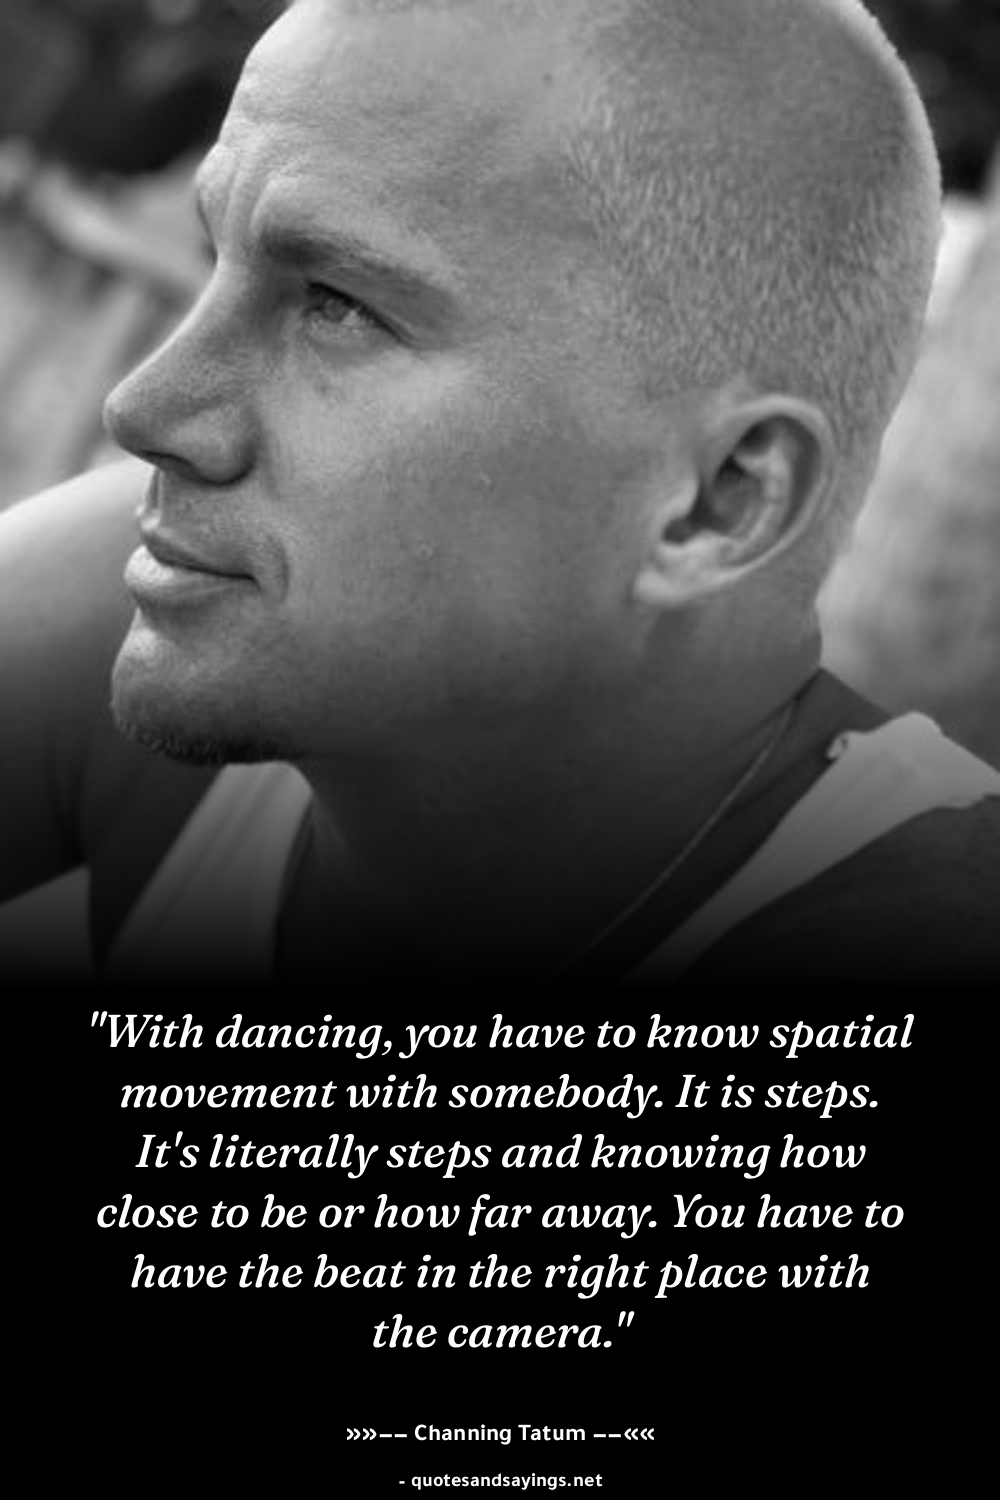 "With dancing, you have to know spatial
movement with somebody. It is steps.
It's literally steps and knowing how
close to be or how far away. You have to
have the beat in the right place with
the camera."
»»–– Channing Tatum ––««
- quotesandsayings.net